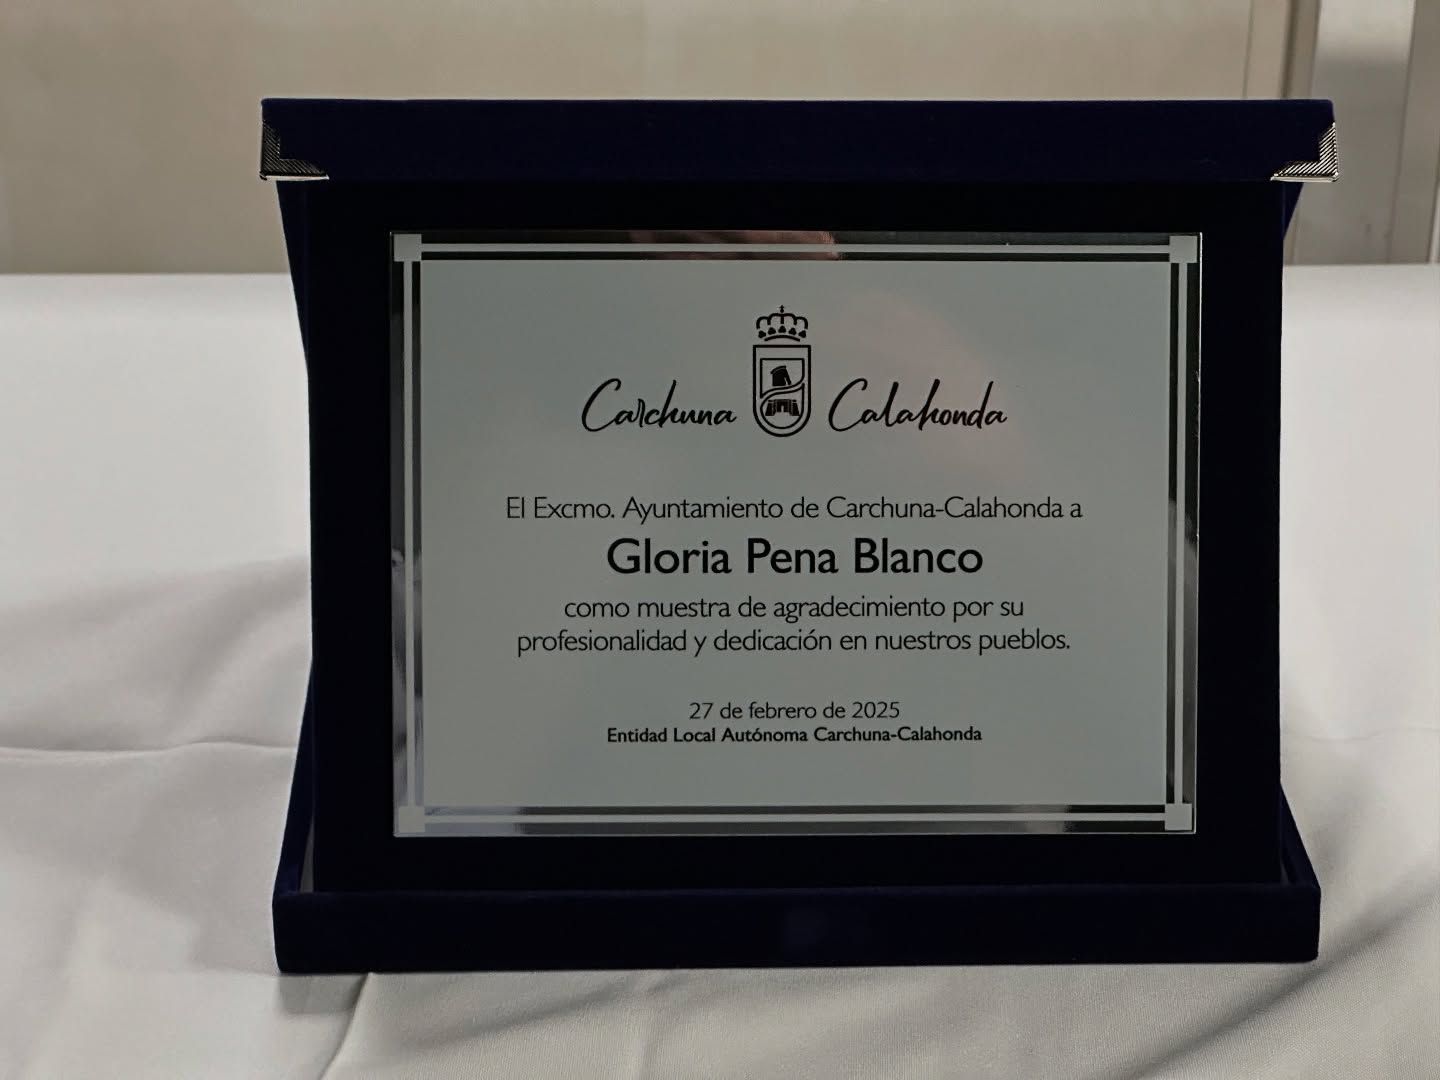 Carchuna Calahonda
El Excmo. Ayuntamiento de Carchuna-Calahonda a
Gloria Pena Blanco
como muestra de agradecimiento por su
profesionalidad y dedicación en nuestros pueblos.
27 de febrero de 2025
Entidad Local Autónoma Carchuna-Calahonda